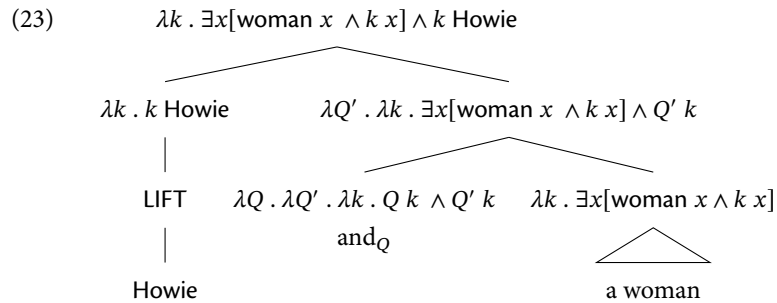 (23) λk . ∃x[woman x ∧ k x] ∧ k Howie
λk . k Howie λQ′ . λk . ∃x[woman x ∧ k x] ∧ Q′ k
LIFT λQ . λQ′ . λk . Q k ∧ Q′ k λk . ∃x[woman x ∧ k x]
and_Q
Howie a woman